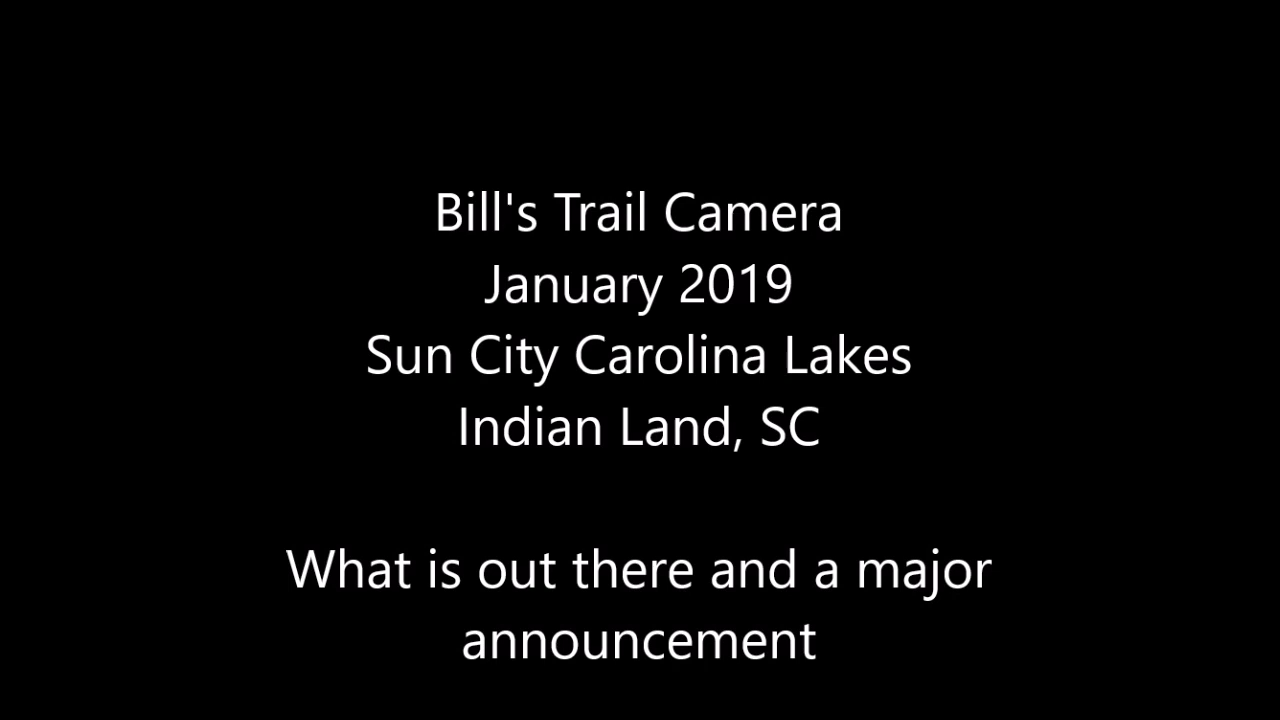 Bill's Trail Camera
January 2019
Sun City Carolina Lakes
Indian Land, SC
What is out there and a major
announcement